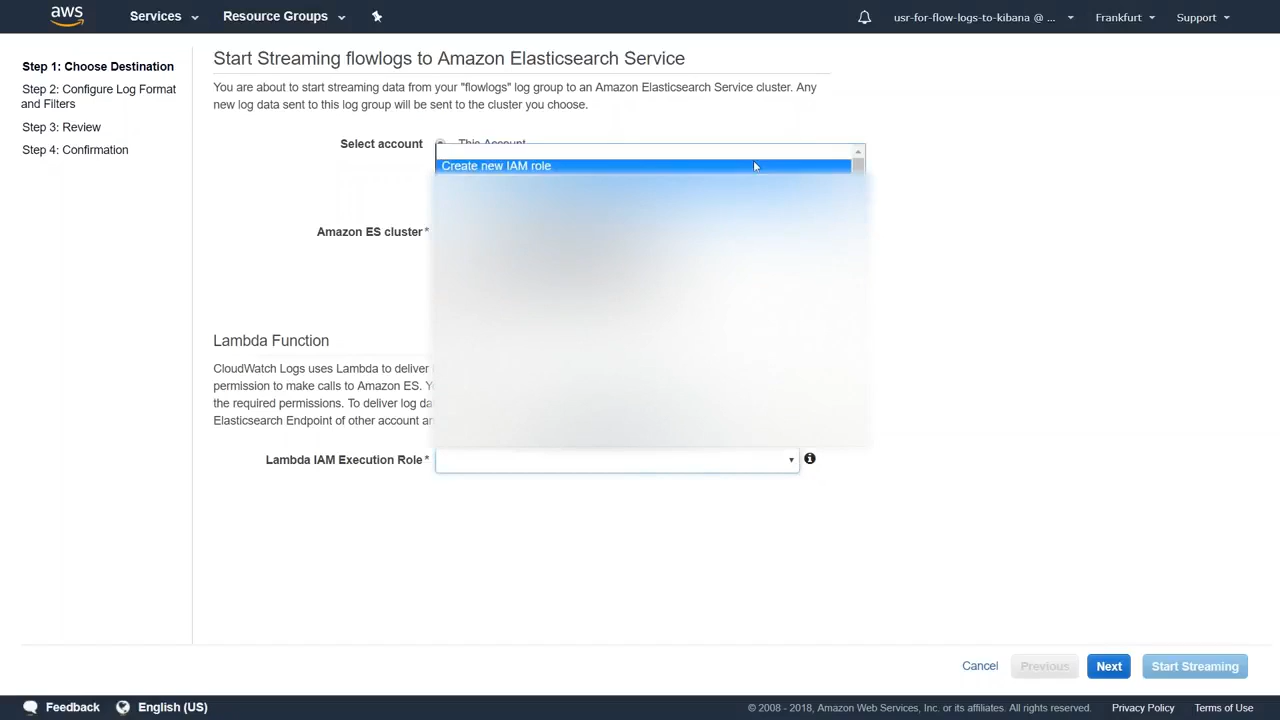 aws Services Resource Groups usr-for-flow-logs-to-kibana @ ... Frankfurt Support
Step 1: Choose Destination
Step 2: Configure Log Format
and Filters
Step 3: Review
Step 4: Confirmation
Start Streaming flowlogs to Amazon Elasticsearch Service
You are about to start streaming data from your "flowlogs" log group to an Amazon Elasticsearch Service cluster. Any
new log data sent to this log group will be sent to the cluster you choose.
Select account This Account
Create new IAM role
Amazon ES cluster*
Lambda Function
CloudWatch Logs uses Lambda to deliver
permission to make calls to Amazon ES.
the required permissions. To deliver log
Elasticsearch Endpoint of other account
Lambda IAM Execution Role*
Cancel Previous Next Start Streaming
Feedback English (US) © 2008 - 2018, Amazon Web Services, Inc. or its affiliates. All rights reserved. Privacy Policy Terms of Use